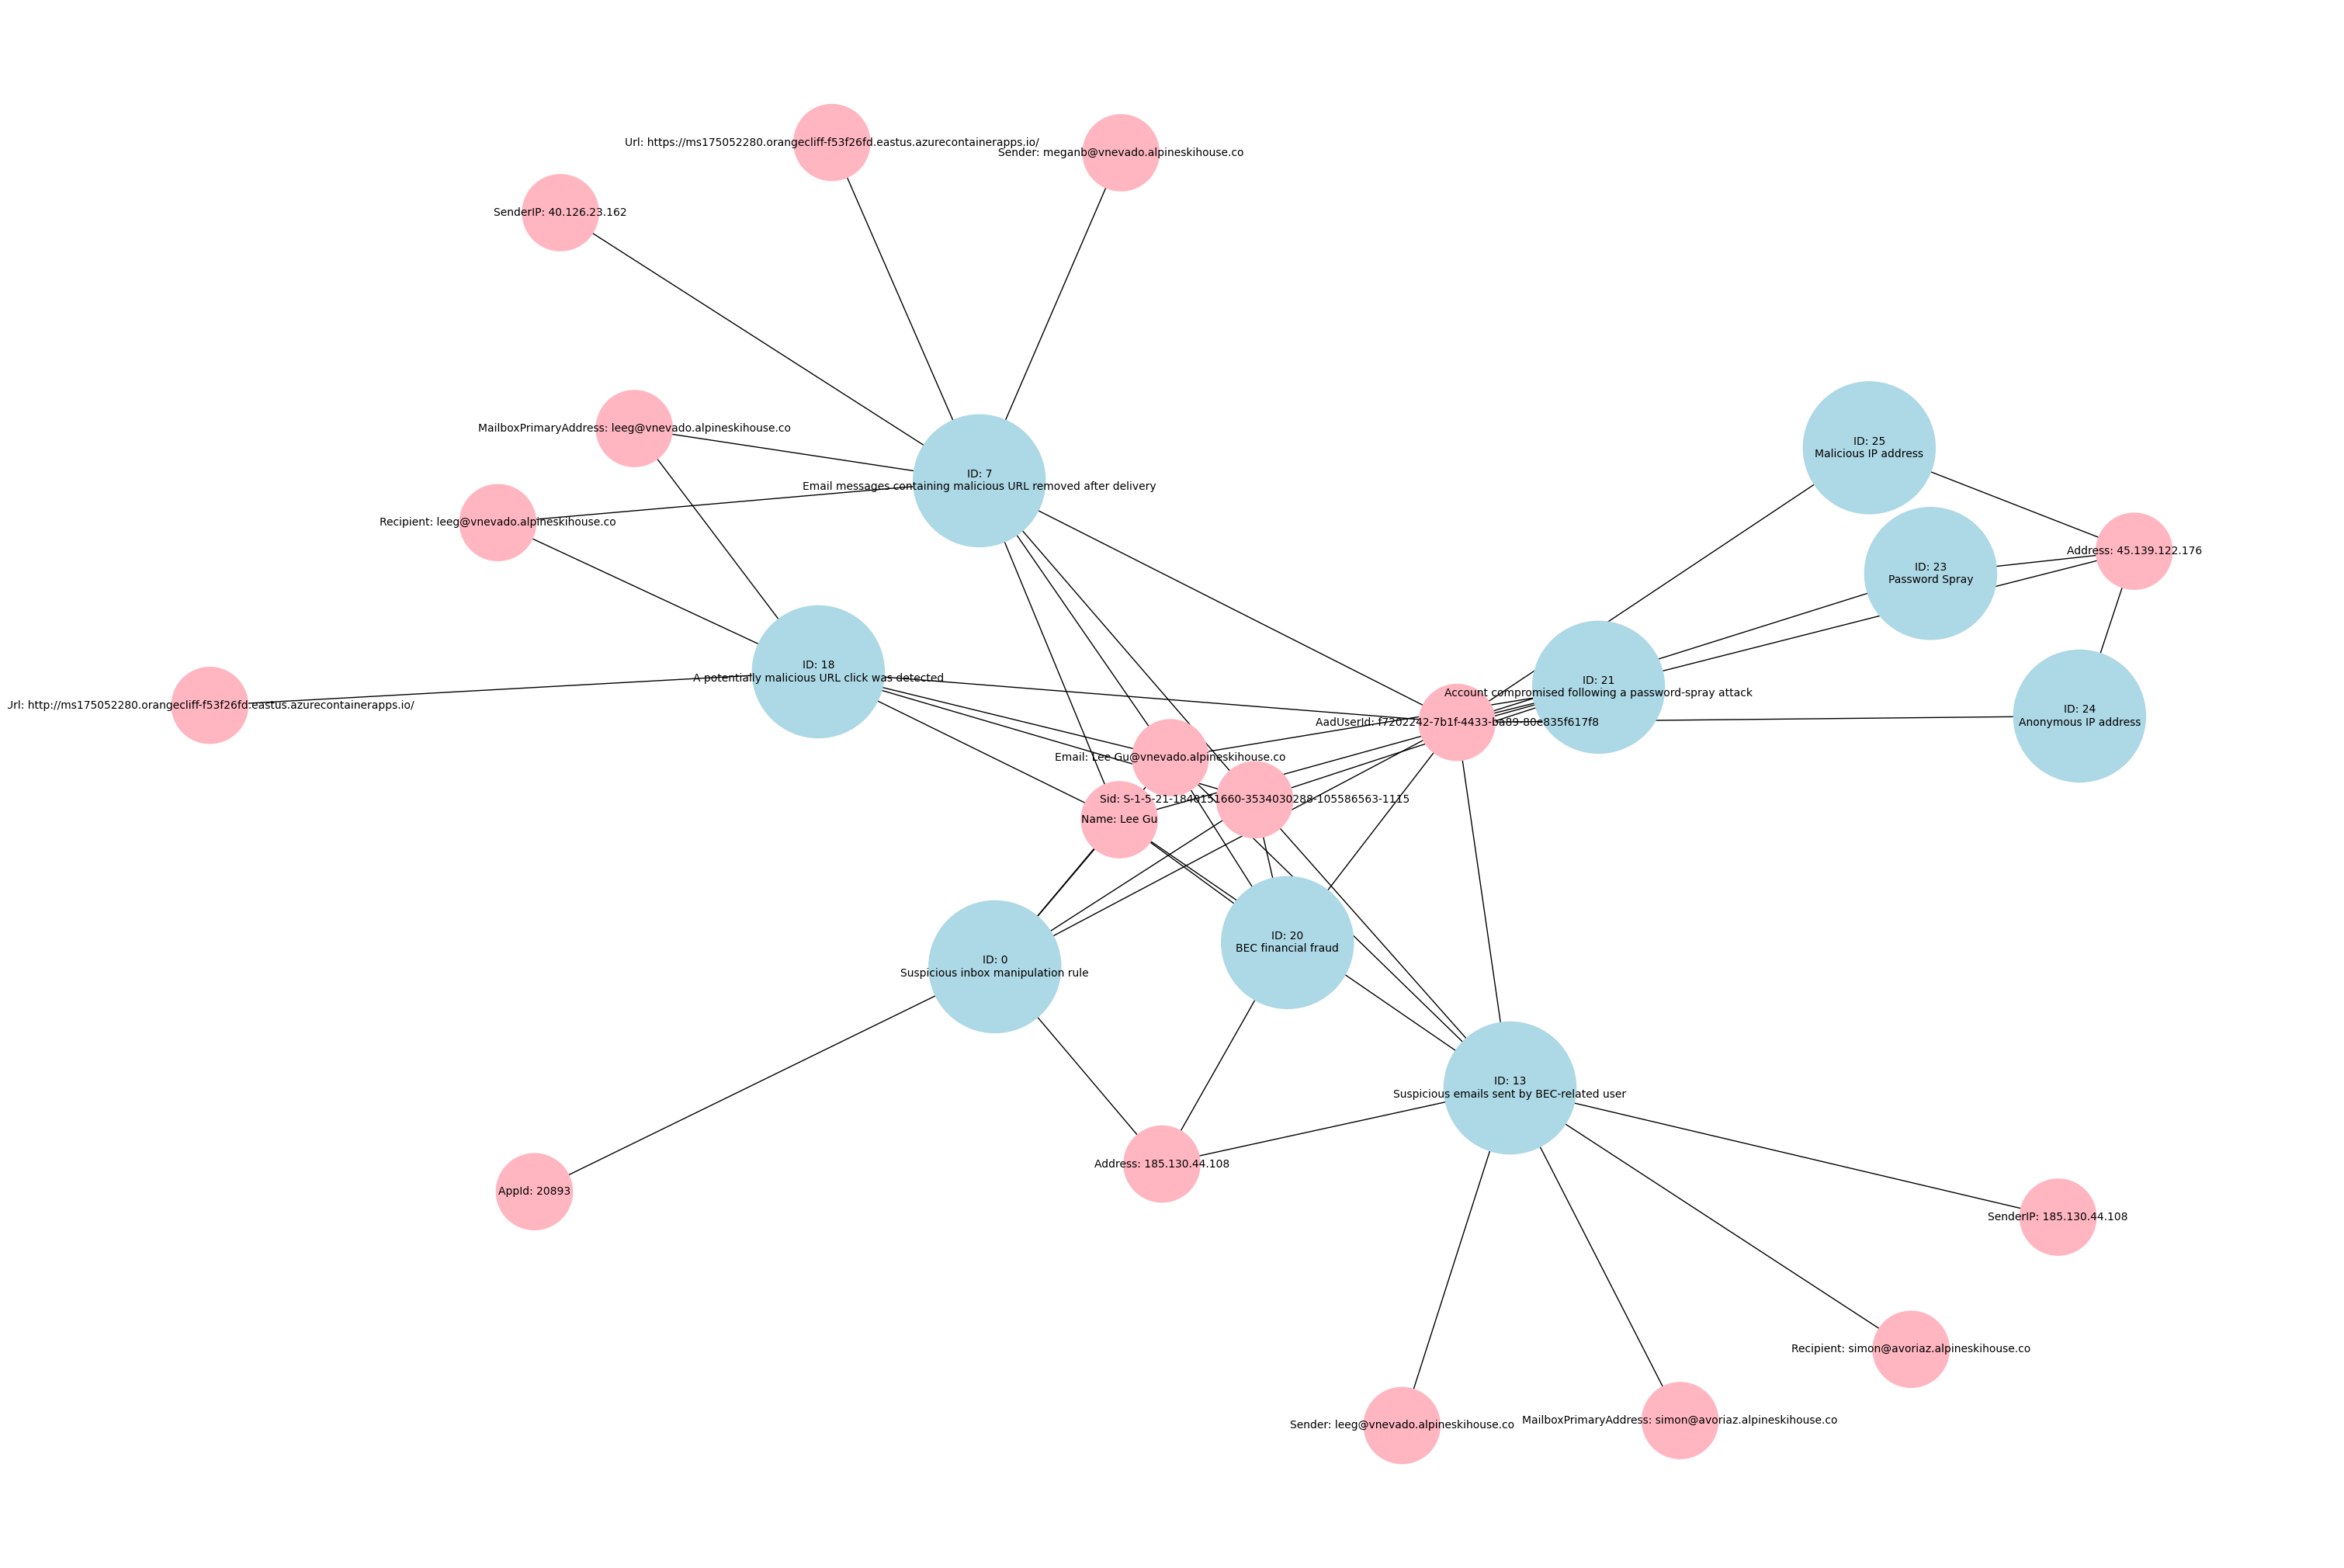 Url: https://ms175052280.orangecliff-f53f26fd.eastus.azurecontainerapps.io/
Sender: meganb@vnevado.alpineskihouse.co
SenderIP: 40.126.23.162
MailboxPrimaryAddress: leeg@vnevado.alpineskihouse.co
ID: 25
Malicious IP address
ID: 7
Email messages containing malicious URL removed after delivery
Recipient: leeg@vnevado.alpineskihouse.co
Address: 45.139.122.176
ID: 23
Password Spray
ID: 18
A potentially malicious URL click was detected
ID: 21
Account compromised following a password-spray attack
Url: http://ms175052280.orangecliff-f53f26fd.eastus.azurecontainerapps.io/
ID: 24
Anonymous IP address
AadUserId: f7202242-7b1f-4433-ba89-80e835f617f8
Email: Lee Gu@vnevado.alpineskihouse.co
Sid: S-1-5-21-1840151660-3534030288-105586563-1115
Name: Lee Gu
ID: 20
BEC financial fraud
ID: 0
Suspicious inbox manipulation rule
ID: 13
Suspicious emails sent by BEC-related user
Address: 185.130.44.108
AppId: 20893
SenderIP: 185.130.44.108
Recipient: simon@avoriaz.alpineskihouse.co
Sender: leeg@vnevado.alpineskihouse.co
MailboxPrimaryAddress: simon@avoriaz.alpineskihouse.co